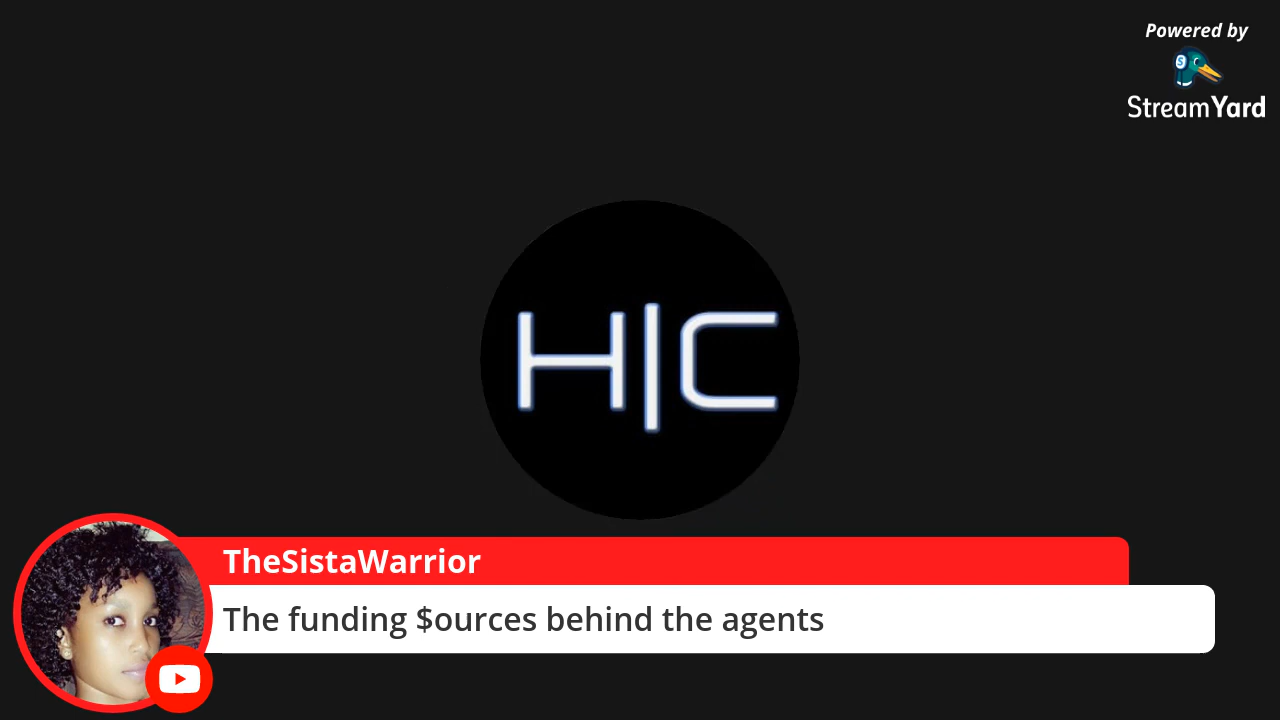 Powered by
StreamYard
H|C
TheSistaWarrior
The funding $ources behind the agents